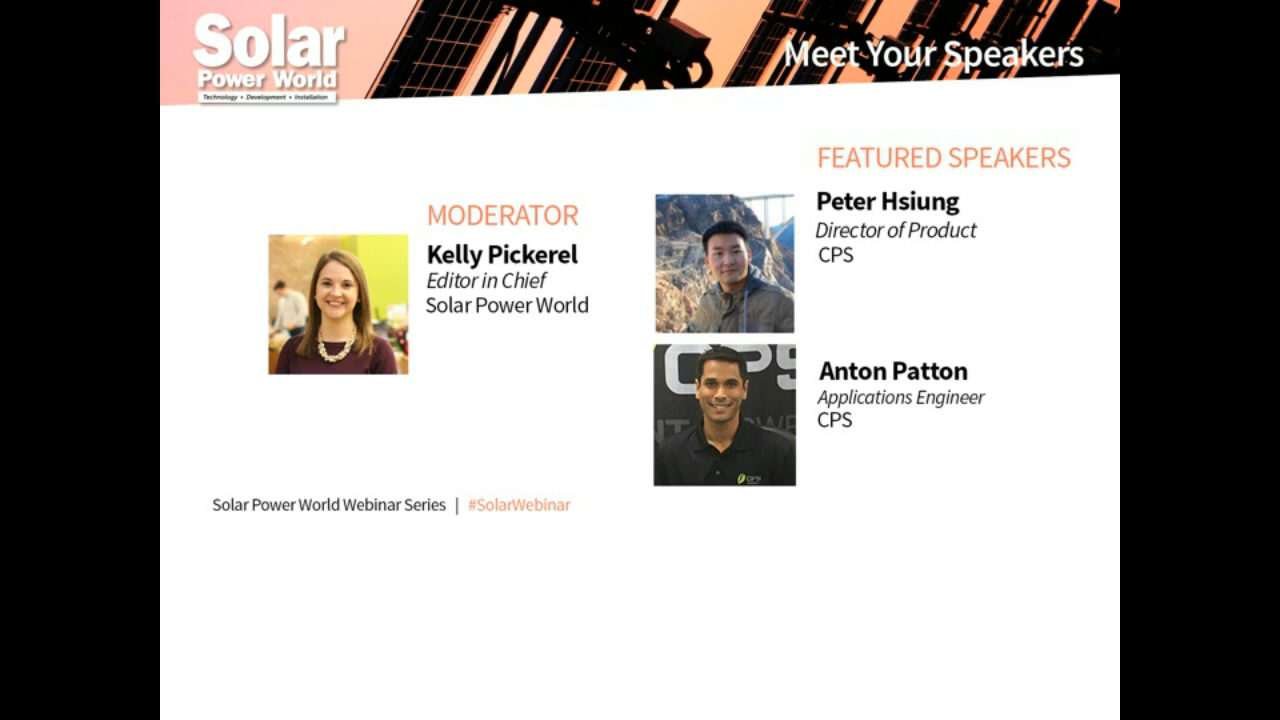 Solar
Power World
Technology • Development • Installation
Meet Your Speakers
MODERATOR
Kelly Pickerel
Editor in Chief
Solar Power World
FEATURED SPEAKERS
Peter Hsiung
Director of Product
CPS
CPS
Anton Patton
Applications Engineer
CPS
Solar Power World Webinar Series | #SolarWebinar